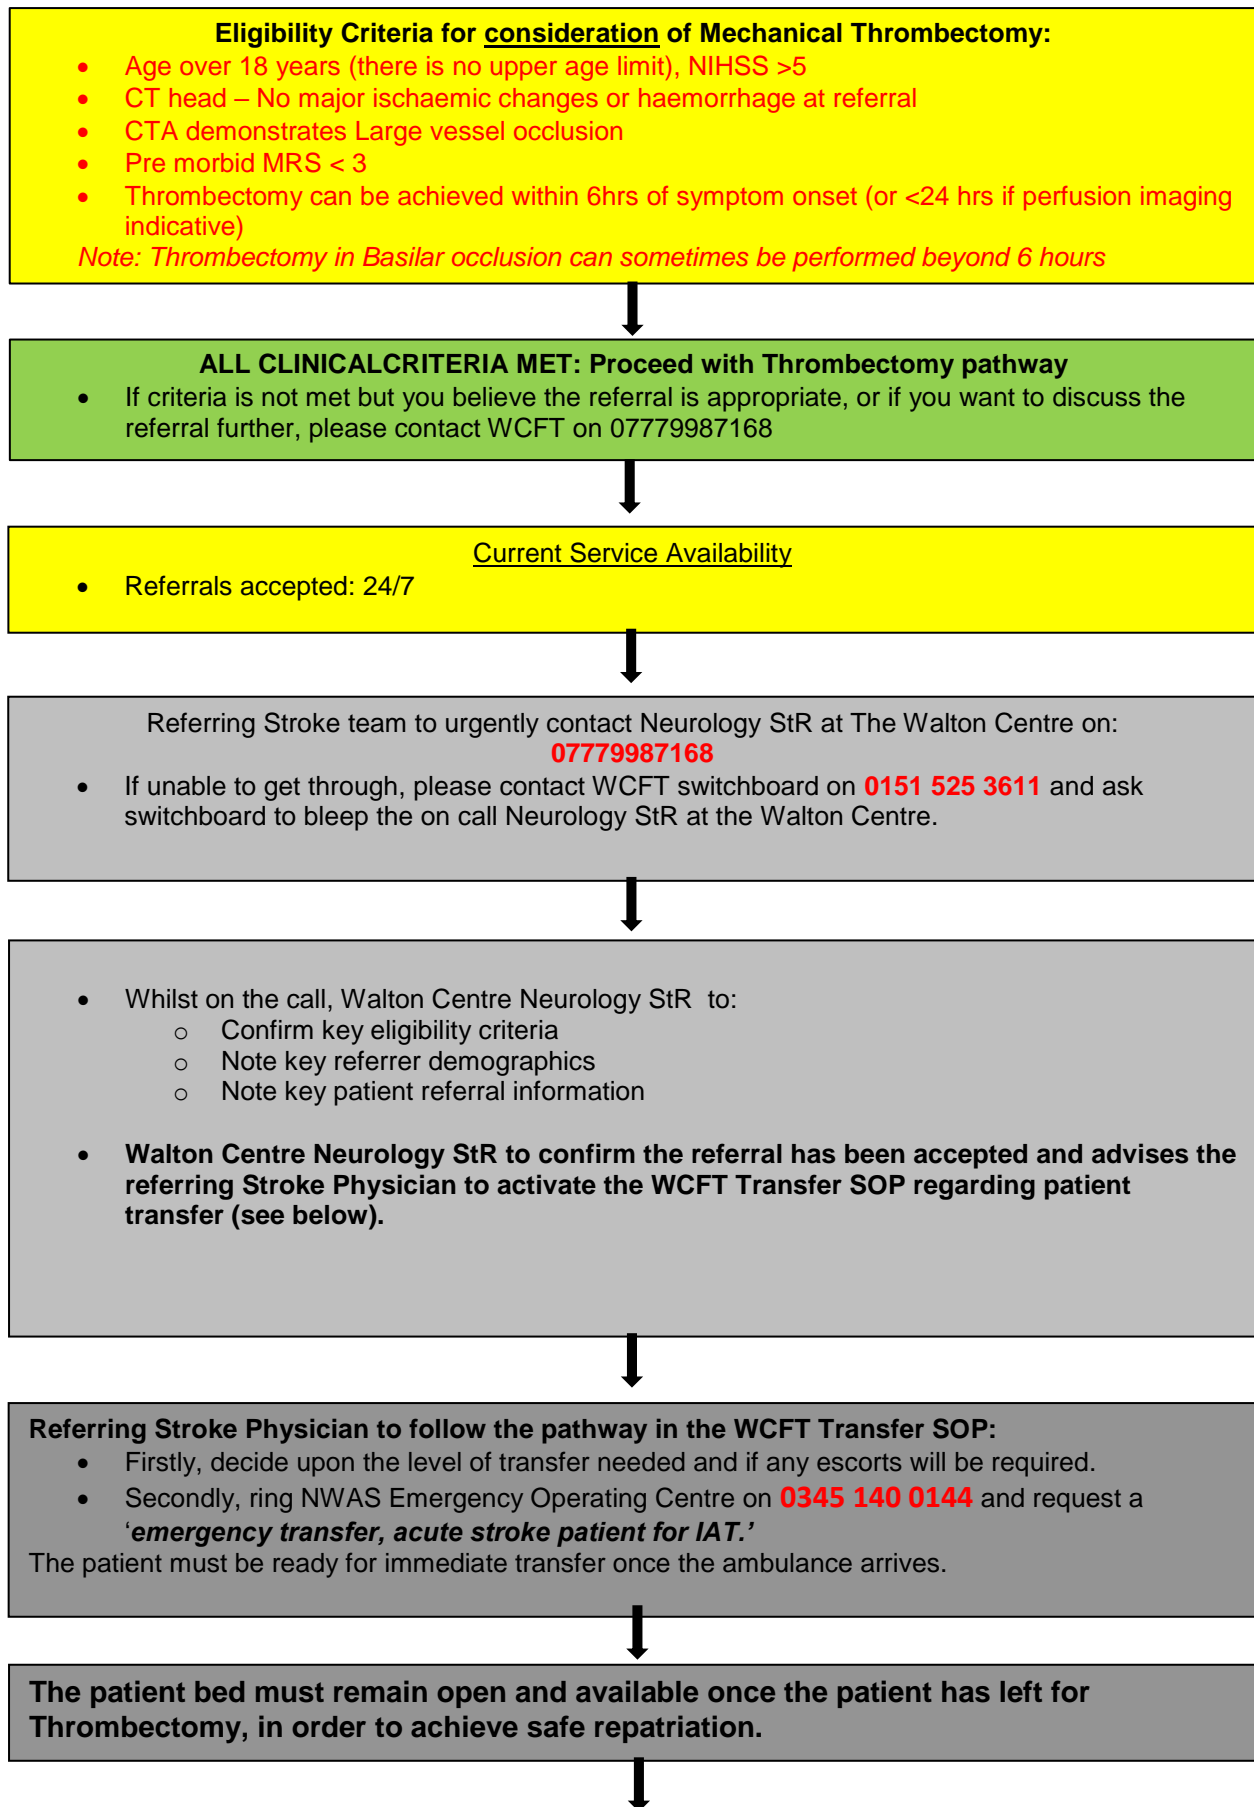 Eligibility Criteria for consideration of Mechanical Thrombectomy:
• Age over 18 years (there is no upper age limit), NIHSS >5
• CT head – No major ischaemic changes or haemorrhage at referral
• CTA demonstrates Large vessel occlusion
• Pre morbid MRS < 3
• Thrombectomy can be achieved within 6hrs of symptom onset (or <24 hrs if perfusion imaging
indicative)
Note: Thrombectomy in Basilar occlusion can sometimes be performed beyond 6 hours
ALL CLINICALCRITERIA MET: Proceed with Thrombectomy pathway
• If criteria is not met but you believe the referral is appropriate, or if you want to discuss the
referral further, please contact WCFT on 07779987168
Current Service Availability
• Referrals accepted: 24/7
Referring Stroke team to urgently contact Neurology StR at The Walton Centre on:
07779987168
• If unable to get through, please contact WCFT switchboard on 0151 525 3611 and ask
switchboard to bleep the on call Neurology StR at the Walton Centre.
• Whilst on the call, Walton Centre Neurology StR to:
o Confirm key eligibility criteria
o Note key referrer demographics
o Note key patient referral information
• Walton Centre Neurology StR to confirm the referral has been accepted and advises the
referring Stroke Physician to activate the WCFT Transfer SOP regarding patient
transfer (see below).
Referring Stroke Physician to follow the pathway in the WCFT Transfer SOP:
• Firstly, decide upon the level of transfer needed and if any escorts will be required.
• Secondly, ring NWAS Emergency Operating Centre on 0345 140 0144 and request a
‘emergency transfer, acute stroke patient for IAT.’
The patient must be ready for immediate transfer once the ambulance arrives.
The patient bed must remain open and available once the patient has left for
Thrombectomy, in order to achieve safe repatriation.